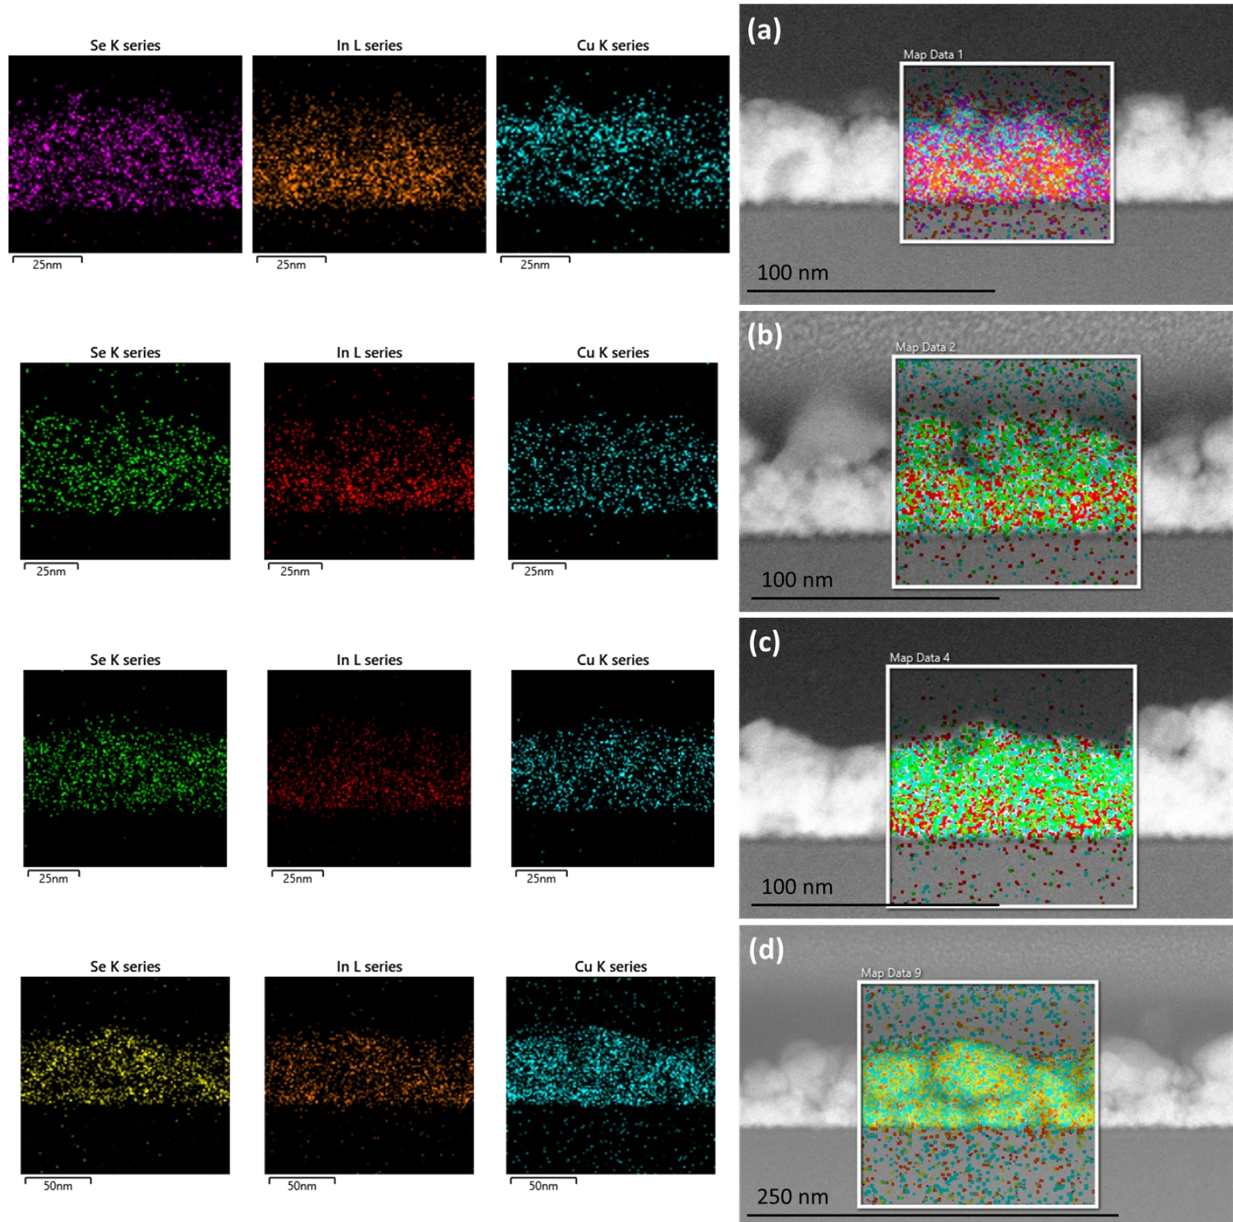 (a)
Se K series
In L series
Cu K series
Map Data 1
25nm
25nm
25nm
100 nm
(b)
Se K series
In L series
Cu K series
Map Data 2
25nm
25nm
25nm
100 nm
(c)
Se K series
In L series
Cu K series
Map Data 4
25nm
25nm
25nm
100 nm
(d)
Se K series
In L series
Cu K series
Map Data 9
50nm
50nm
50nm
250 nm